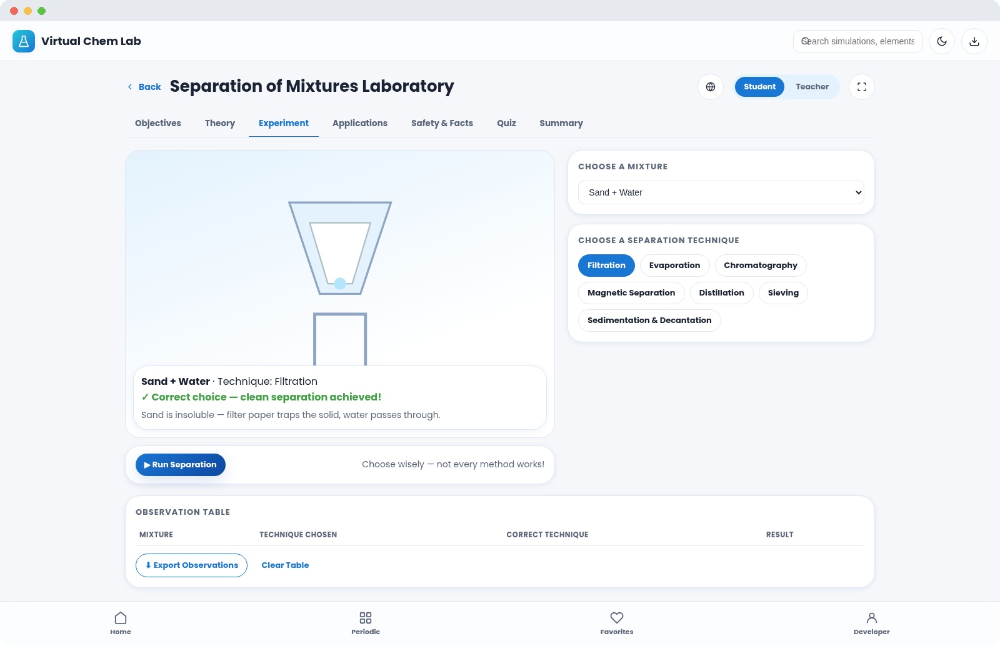 Virtual Chem Lab
Search simulations, elements
Back
Separation of Mixtures Laboratory
Student
Teacher
Objectives
Theory
Experiment
Applications
Safety & Facts
Quiz
Summary
CHOOSE A MIXTURE
Sand + Water
CHOOSE A SEPARATION TECHNIQUE
Filtration
Evaporation
Chromatography
Magnetic Separation
Distillation
Sieving
Sedimentation & Decantation
Sand + Water · Technique: Filtration
✓ Correct choice — clean separation achieved!
Sand is insoluble — filter paper traps the solid, water passes through.
▶ Run Separation
Choose wisely — not every method works!
OBSERVATION TABLE
MIXTURE
TECHNIQUE CHOSEN
CORRECT TECHNIQUE
RESULT
⬇ Export Observations
Clear Table
Home
Periodic
Favorites
Developer